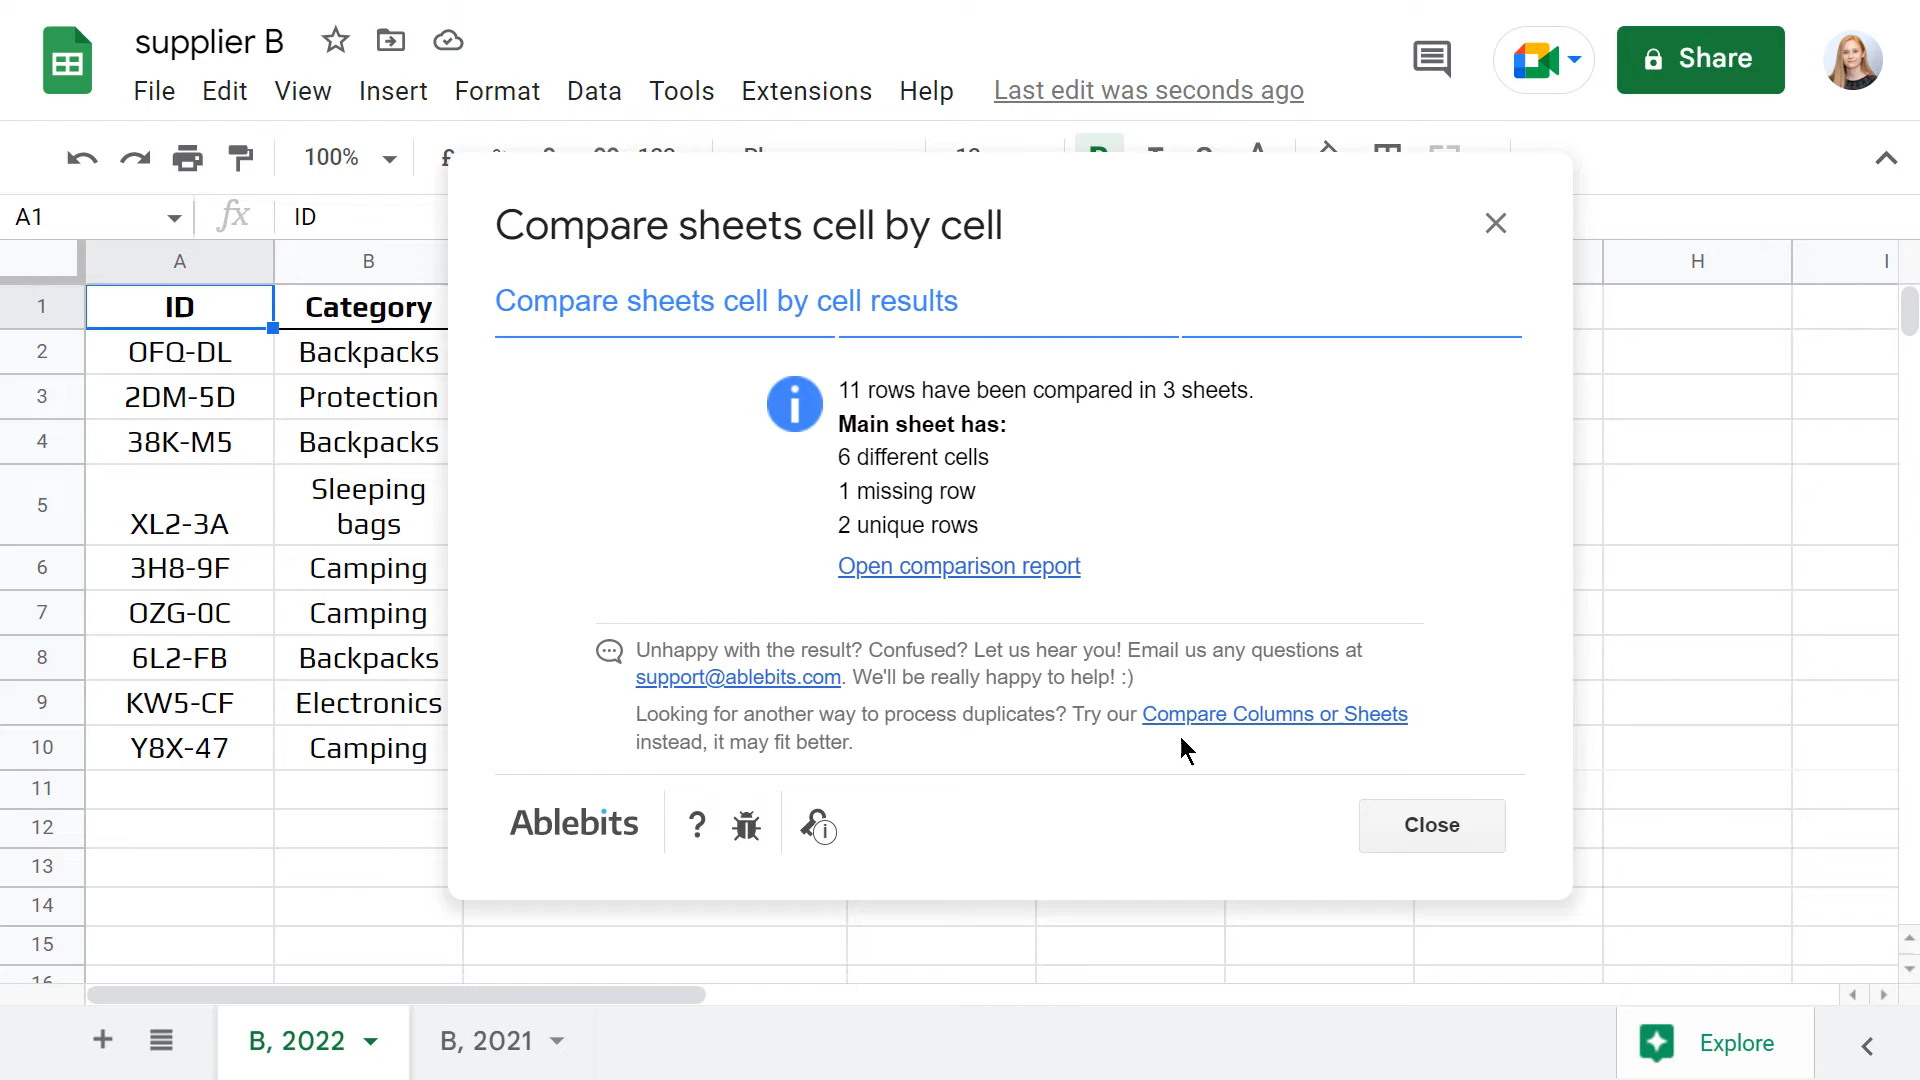 supplier B
File Edit View Insert Format Data Tools Extensions Help Last edit was seconds ago
Share
100%
A1 fx ID
A B H I
1 ID Category
2 OFQ-DL Backpacks
3 2DM-5D Protection
4 38K-M5 Backpacks
5 XL2-3A Sleeping
bags
6 3H8-9F Camping
7 OZG-0C Camping
8 6L2-FB Backpacks
9 KW5-CF Electronics
10 Y8X-47 Camping
11
12
13
14
15
16
Compare sheets cell by cell
Compare sheets cell by cell results
11 rows have been compared in 3 sheets.
Main sheet has:
6 different cells
1 missing row
2 unique rows
Open comparison report
Unhappy with the result? Confused? Let us hear you! Email us any questions at
support@ablebits.com. We'll be really happy to help! :)
Looking for another way to process duplicates? Try our Compare Columns or Sheets
instead, it may fit better.
Ablebits ? Close
B, 2022 B, 2021 Explore